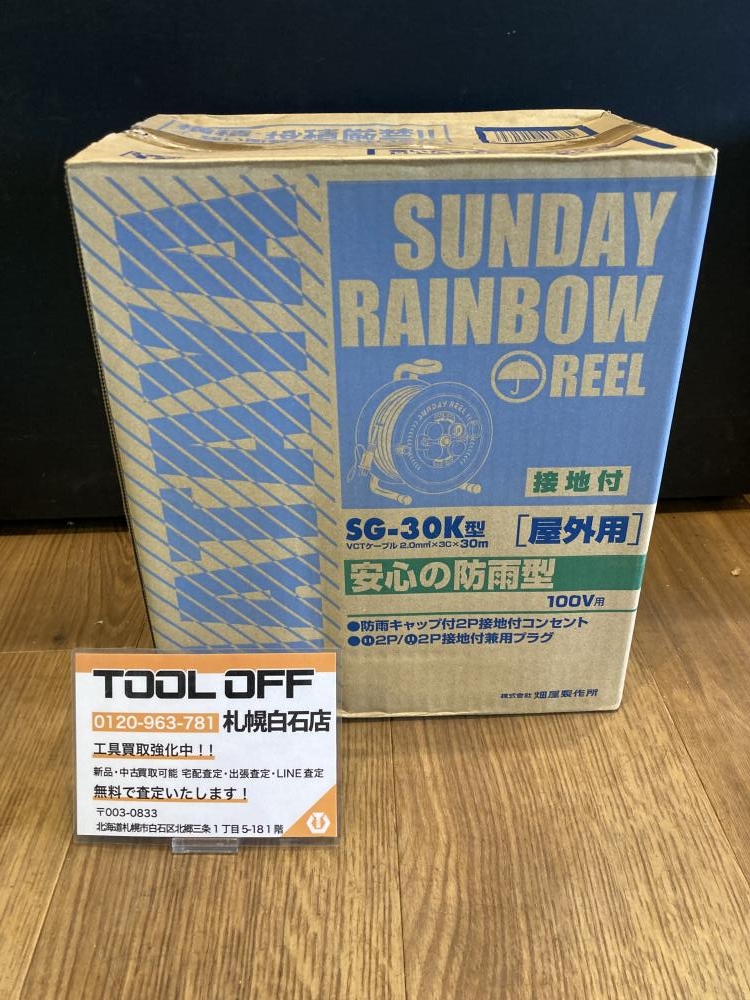 HATAYA
SUNDAY
RAINBOW
REEL
SUNDAY REEL
接地付
SG-30K型
[屋外用]
VCTケーブル 2.0mm²×3C×30m
安心の防雨型
100V用
●防雨キャップ付2P接地付コンセント
●2P/2P接地付兼用プラグ
株式会社 畑屋製作所
TOOL OFF
0120-963-781 札幌白石店
工具買取強化中!!
新品・中古買取可能 宅配査定・出張査定・LINE査定
無料で査定いたします!
〒003-0833
北海道札幌市白石区北郷三条1丁目5-18 1階